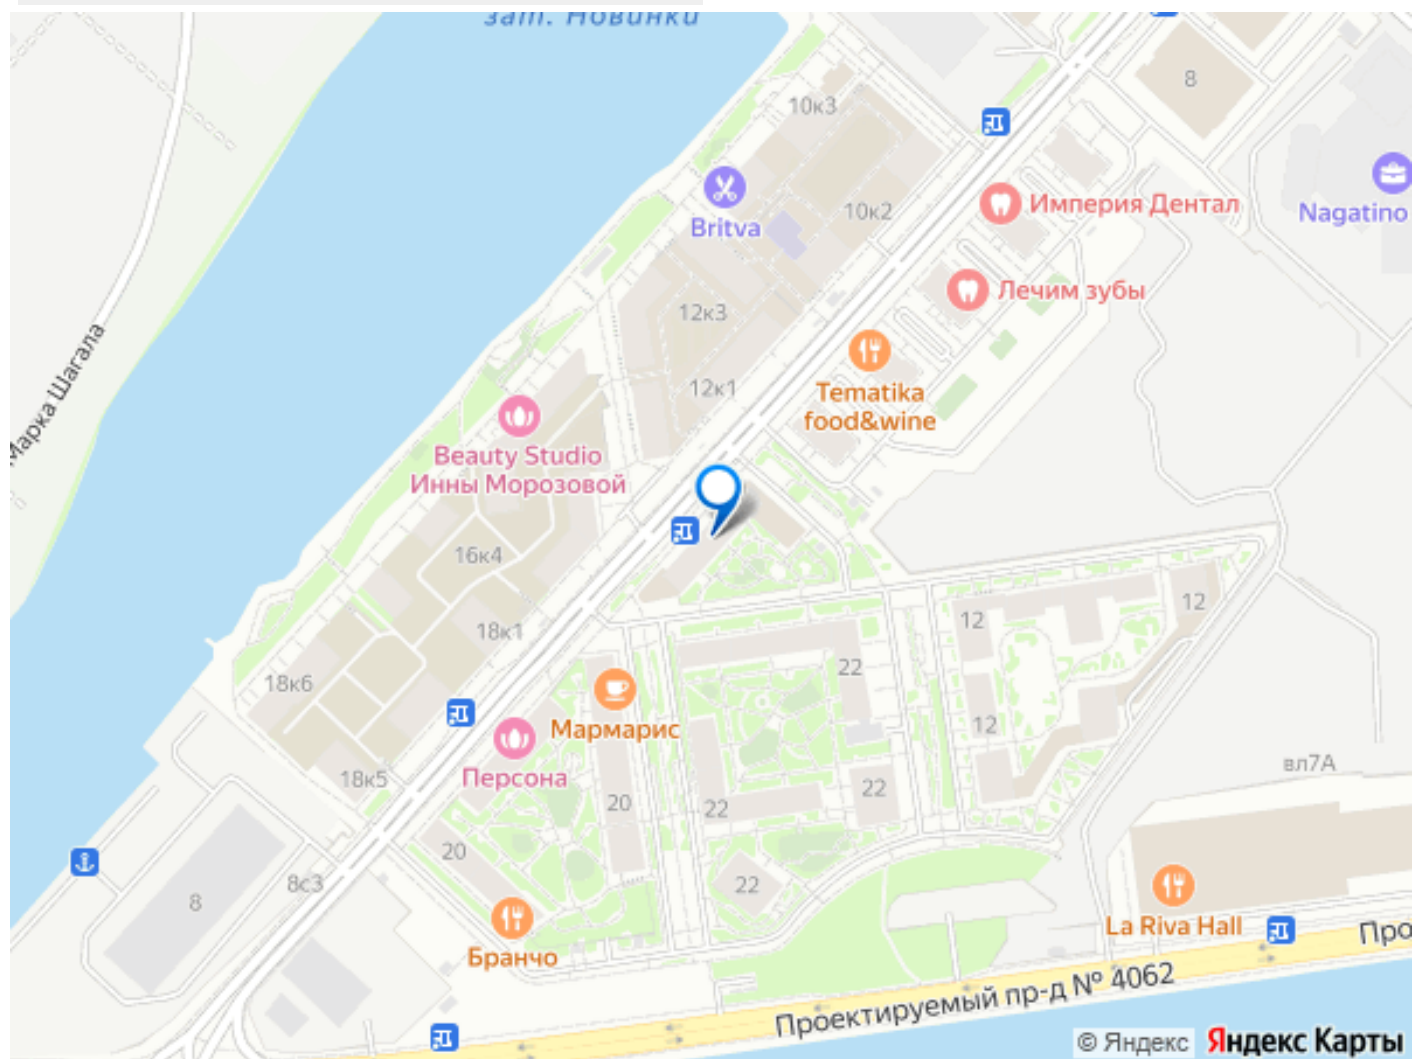 зат. Новинки
10к3
8
Britva
10к2
Империя Дентал
Nagatino
Лечим зубы
12к3
Марка Шагала
12к1
Tematika
food&wine
Beauty Studio
Инны Морозовой
16к4
18к1
12
12
22
18к6
Мармарис
12
Персона
18к5
вл7А
20
22
22
20
8с3
22
8
La Riva Hall
Бранчо
Про
Проектируемый пр-д № 4062
© Яндекс
Яндекс Карты